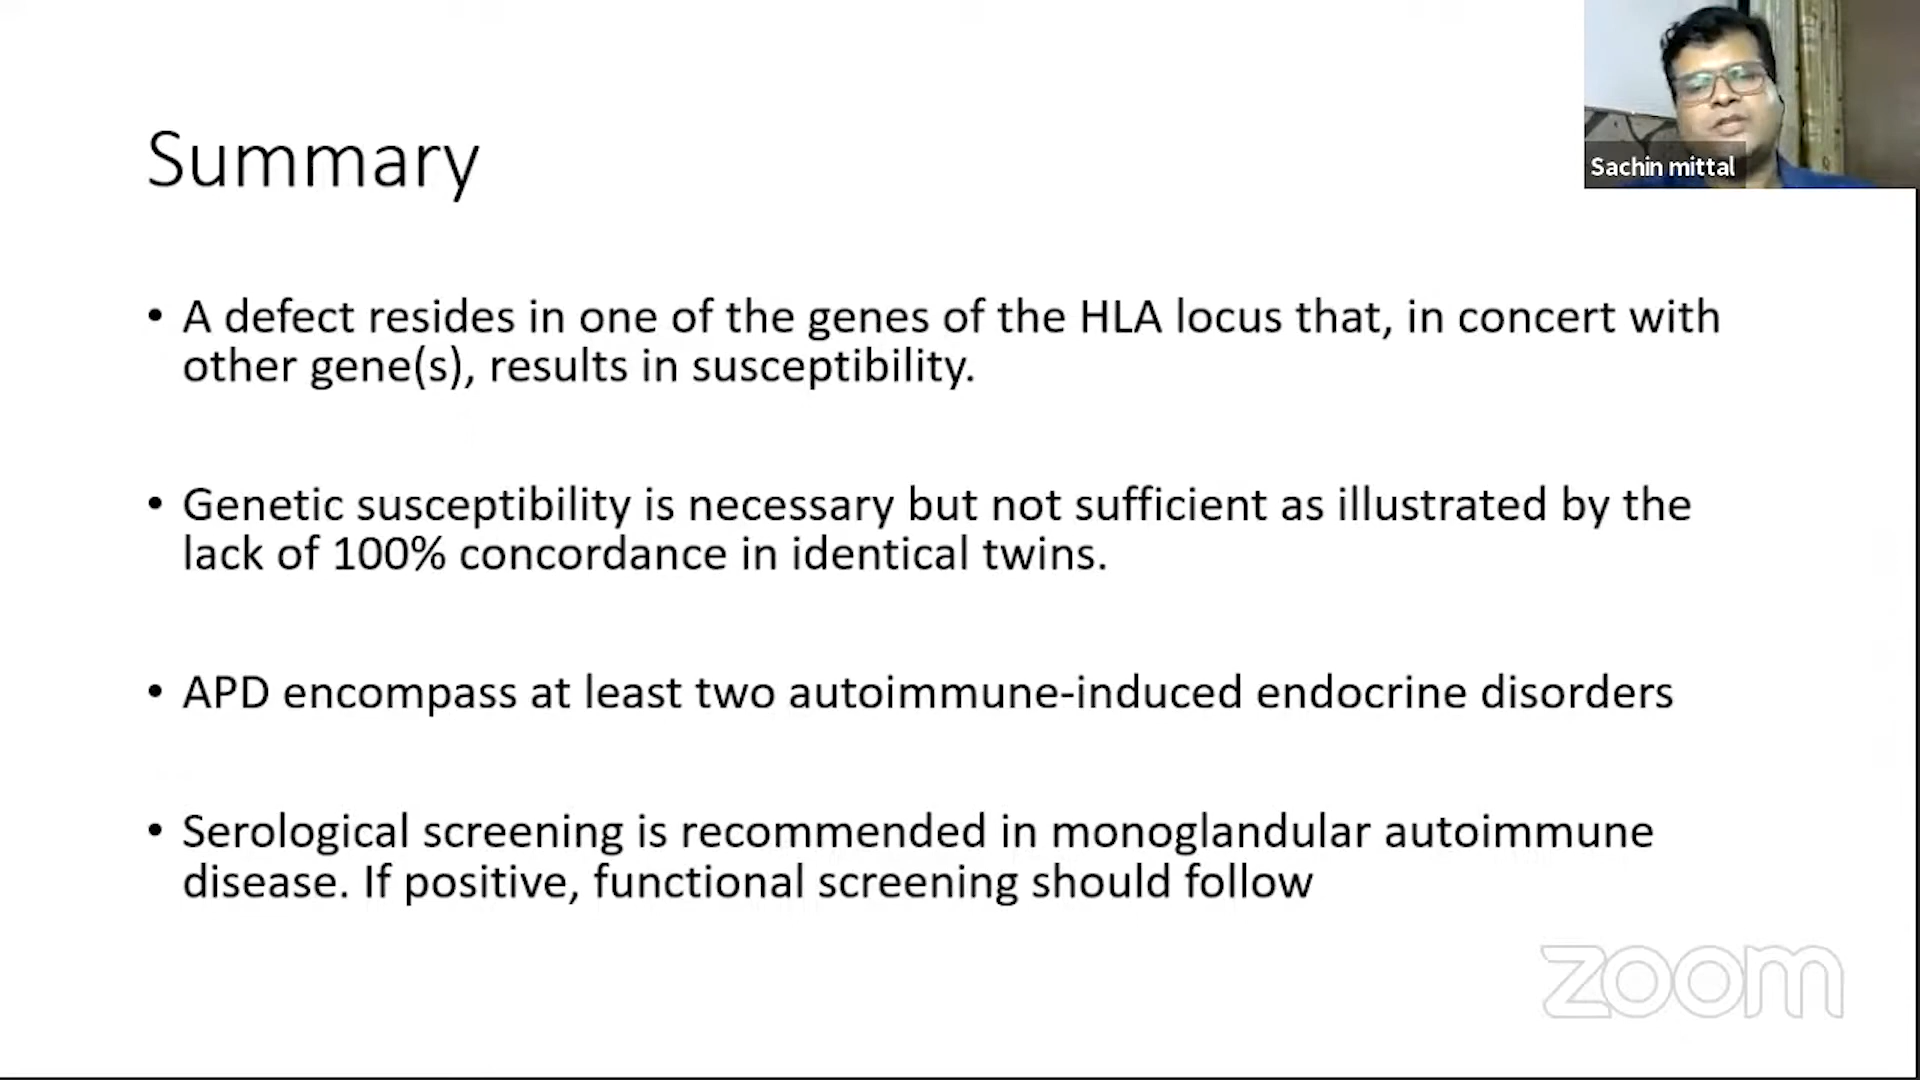 Summary
Sachin mittal
• A defect resides in one of the genes of the HLA locus that, in concert with
other gene(s), results in susceptibility.
• Genetic susceptibility is necessary but not sufficient as illustrated by the
lack of 100% concordance in identical twins.
• APD encompass at least two autoimmune-induced endocrine disorders
• Serological screening is recommended in monoglandular autoimmune
disease. If positive, functional screening should follow
zoom